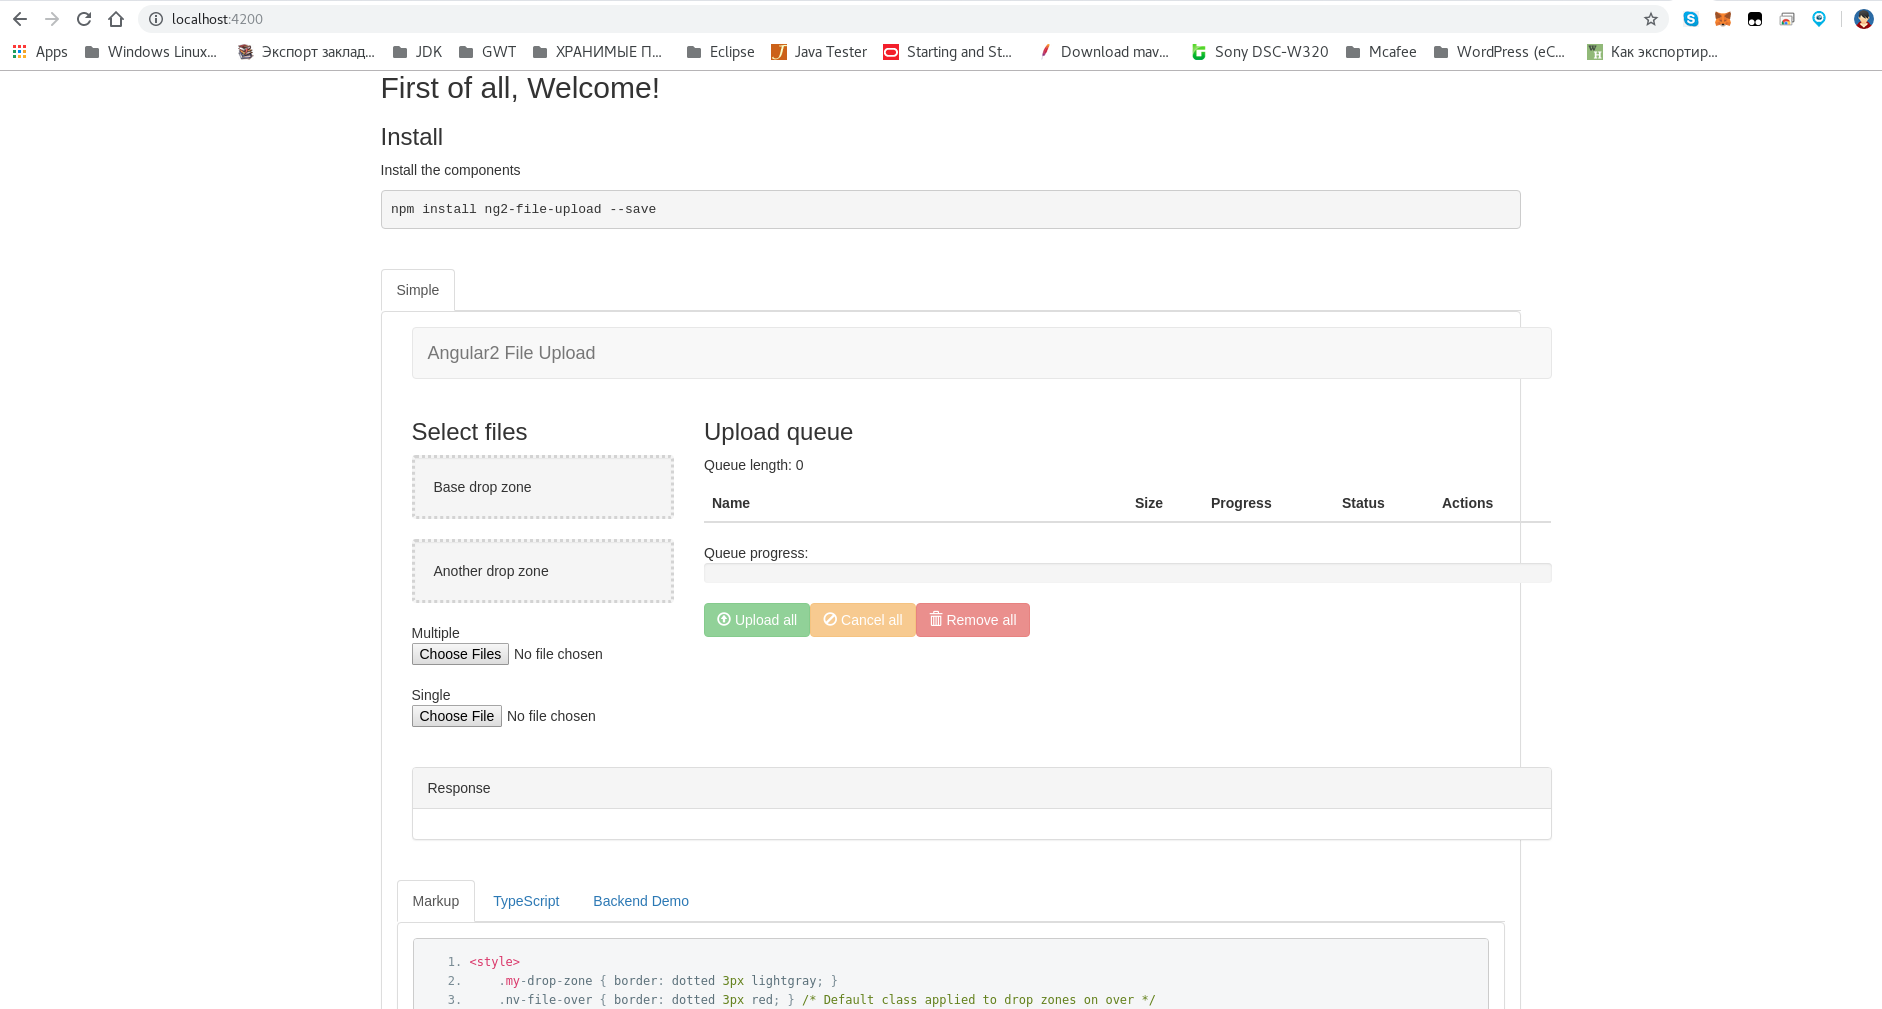 localhost:4200
Apps Windows Linux... Экспорт заклад... JDK GWT ХРАНИМЫЕ П... Eclipse Java Tester Starting and St... Download mav... Sony DSC-W320 Mcafee WordPress (eC... Как экспортир...
First of all, Welcome!
Install
Install the components
npm install ng2-file-upload --save
Simple
Angular2 File Upload
Select files
Base drop zone
Another drop zone
Multiple
Choose Files No file chosen
Single
Choose File No file chosen
Upload queue
Queue length: 0
Name Size Progress Status Actions
Queue progress:
Upload all Cancel all Remove all
Response
Markup TypeScript Backend Demo
1. <style>
2. .my-drop-zone { border: dotted 3px lightgray; }
3. .nv-file-over { border: dotted 3px red; } /* Default class applied to drop zones on over */